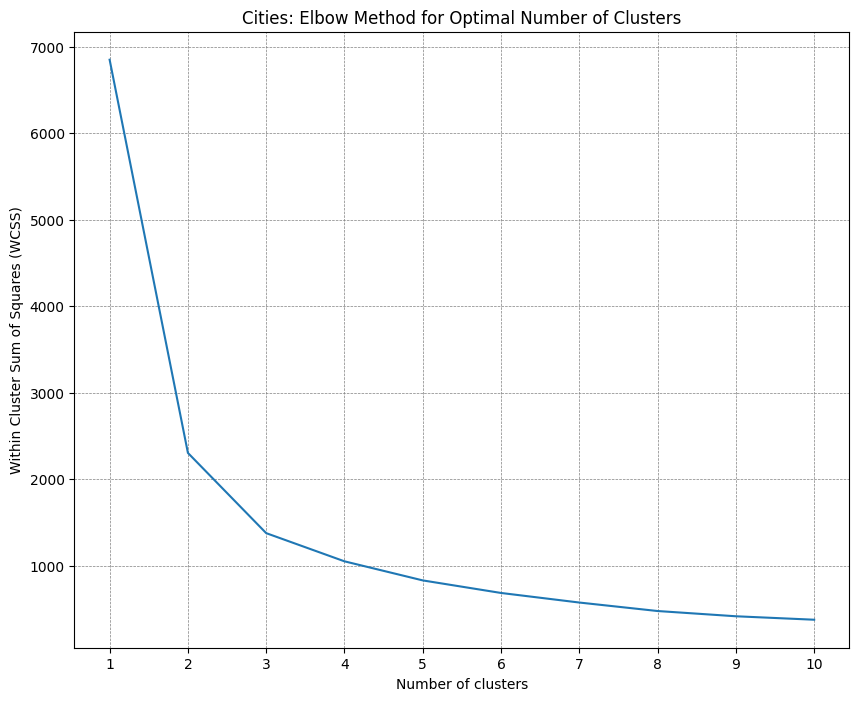 Cities: Elbow Method for Optimal Number of Clusters
Within Cluster Sum of Squares (WCSS)
7000
6000
5000
4000
3000
2000
1000
1 2 3 4 5 6 7 8 9 10
Number of clusters